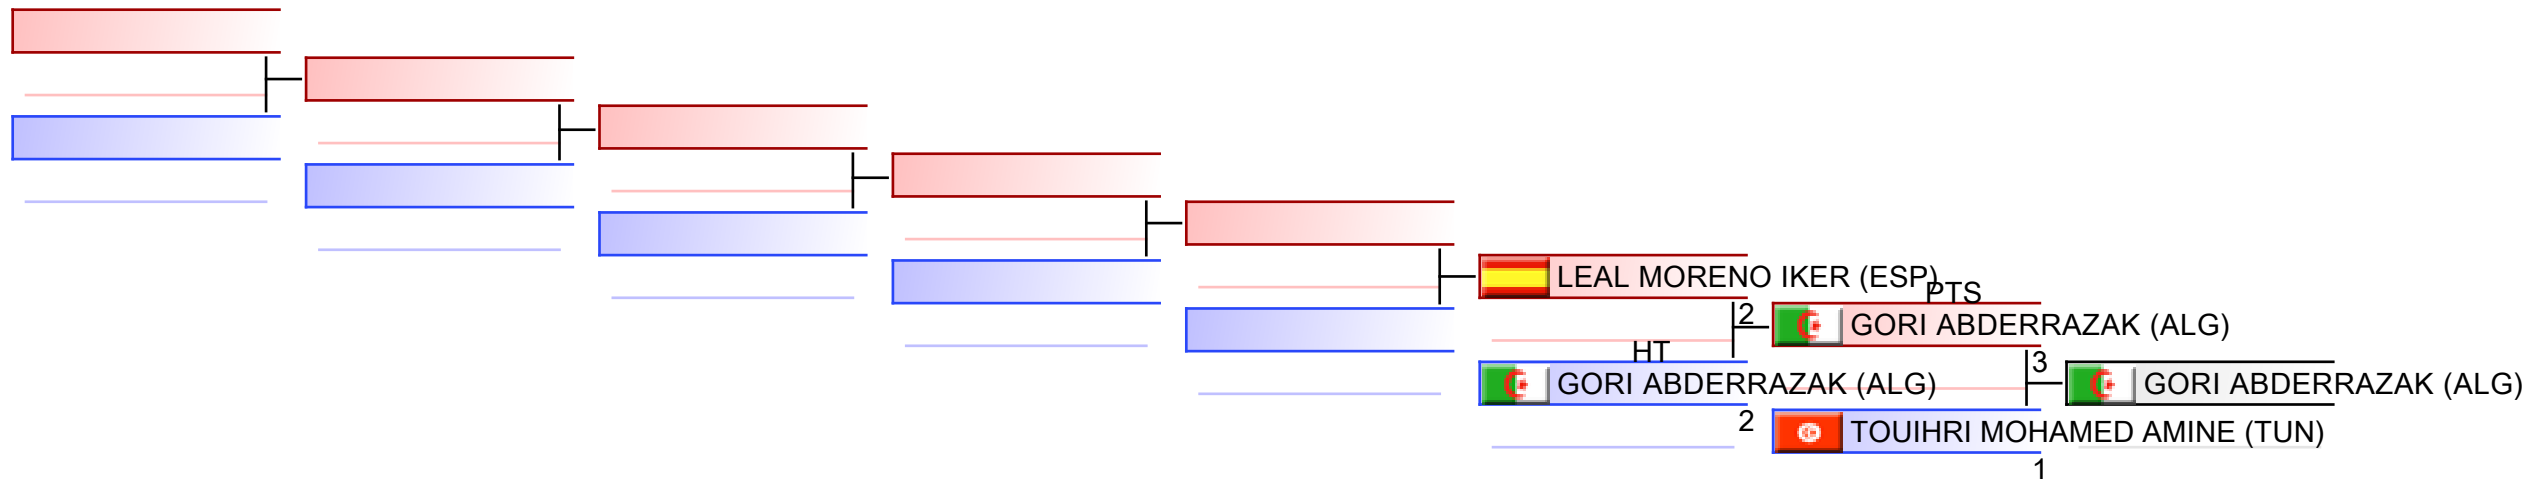 LEAL MORENO IKER (ESP)
PTS
2
GORI ABDERRAZAK (ALG)
HT
3
GORI ABDERRAZAK (ALG)
GORI ABDERRAZAK (ALG)
2
TOUIHRI MOHAMED AMINE (TUN)
1